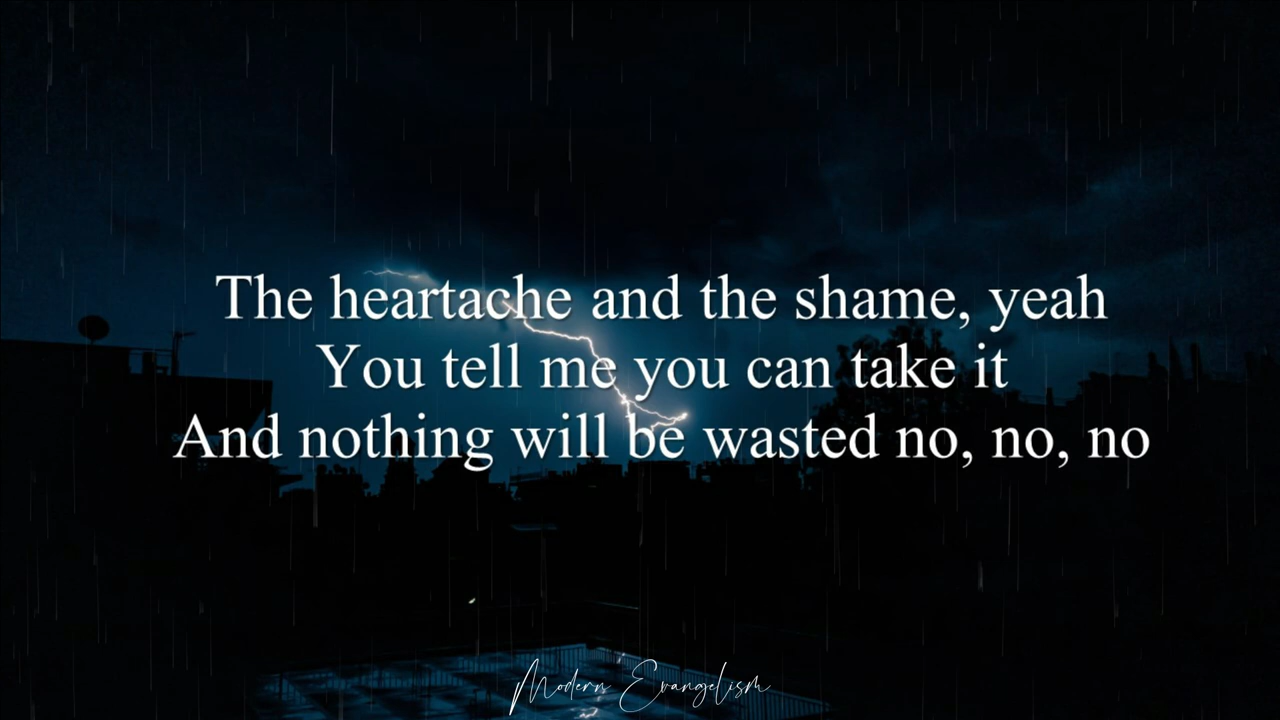 The heartache and the shame, yeah
You tell me you can take it
And nothing will be wasted no, no, no
Modern Evangelism